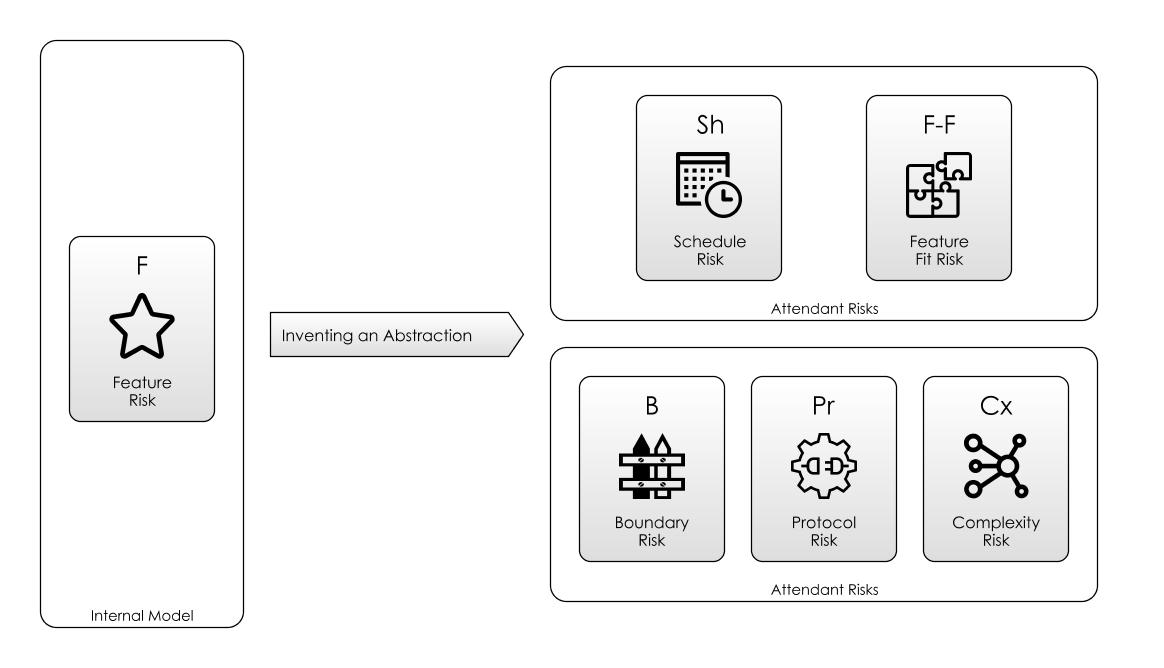 F
Feature
Risk
Internal Model
Inventing an Abstraction
Sh
Schedule
Risk
F-F
Feature
Fit Risk
Attendant Risks
B
Boundary
Risk
Pr
Protocol
Risk
Cx
Complexity
Risk
Attendant Risks